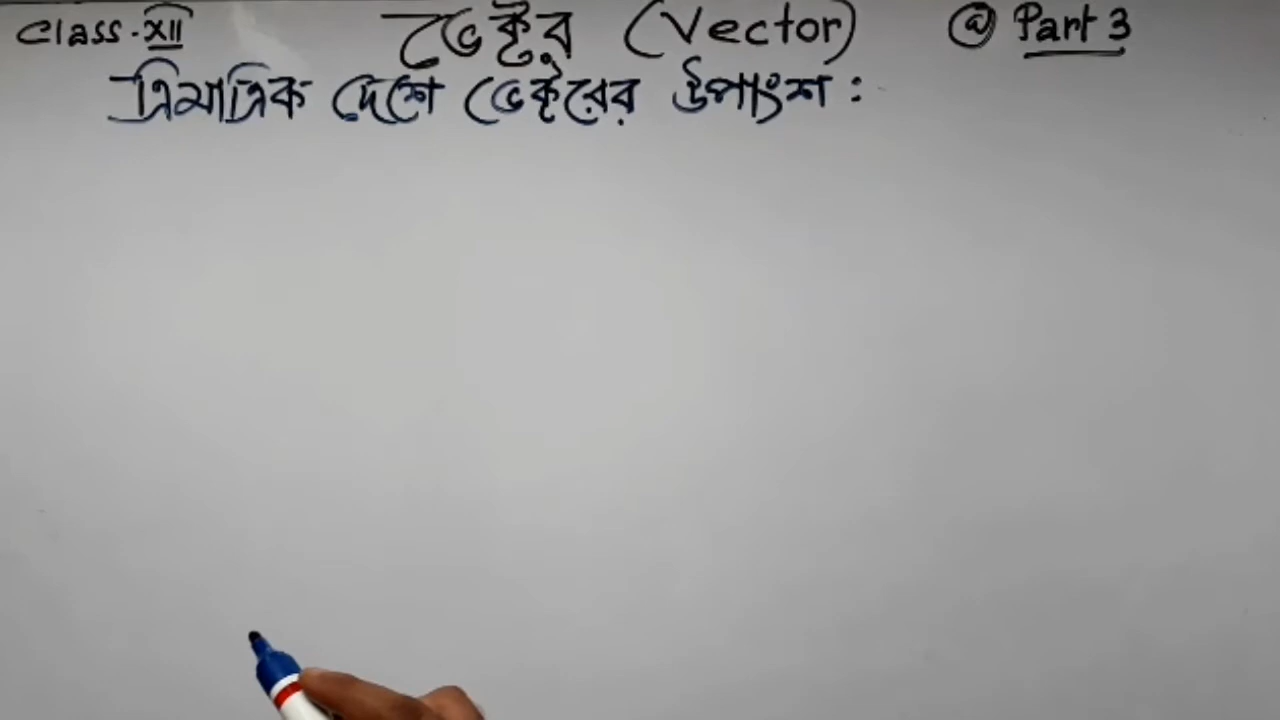 Class-XII ভেক্টর (Vector) @ Part 3
ত্রিমাত্রিক দেশে ভেক্টরের উপাংশ :